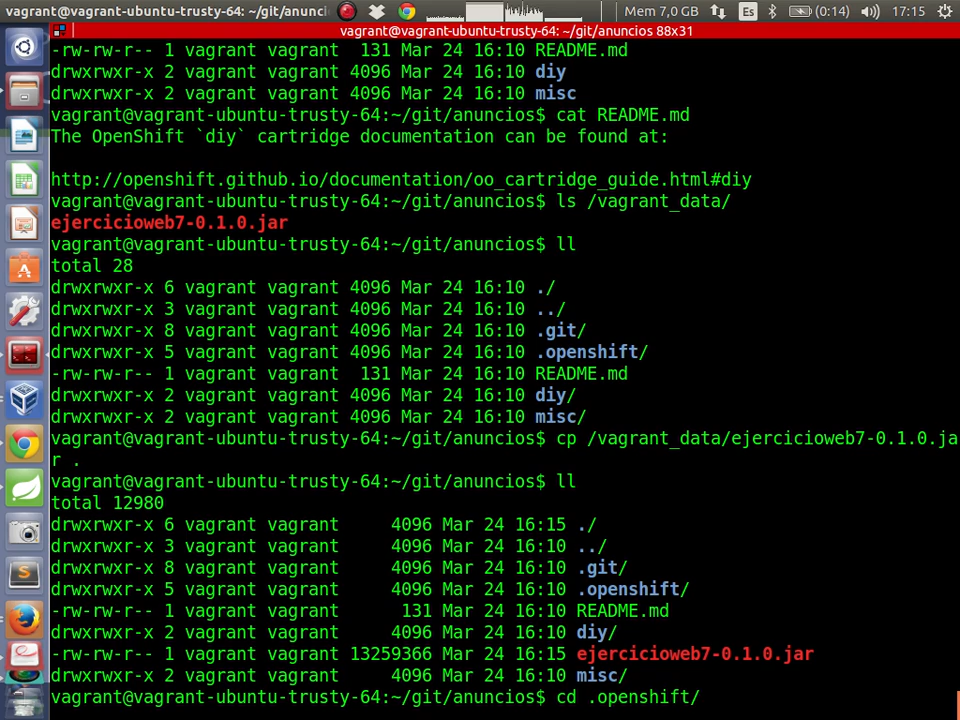 vagrant@vagrant-ubuntu-trusty-64: ~/git/anunci
Mem 7,0 GB
Es
(0:14)
17:15
vagrant@vagrant-ubuntu-trusty-64: ~/git/anuncios 88x31
-rw-rw-r-- 1 vagrant vagrant  131 Mar 24 16:10 README.md
drwxrwxr-x 2 vagrant vagrant 4096 Mar 24 16:10 diy
drwxrwxr-x 2 vagrant vagrant 4096 Mar 24 16:10 misc
vagrant@vagrant-ubuntu-trusty-64:~/git/anuncios$ cat README.md
The OpenShift `diy` cartridge documentation can be found at:
http://openshift.github.io/documentation/oo_cartridge_guide.html#diy
vagrant@vagrant-ubuntu-trusty-64:~/git/anuncios$ ls /vagrant_data/
ejercicioweb7-0.1.0.jar
vagrant@vagrant-ubuntu-trusty-64:~/git/anuncios$ ll
total 28
drwxrwxr-x 6 vagrant vagrant 4096 Mar 24 16:10 ./
drwxrwxr-x 3 vagrant vagrant 4096 Mar 24 16:10 ../
drwxrwxr-x 8 vagrant vagrant 4096 Mar 24 16:10 .git/
drwxrwxr-x 5 vagrant vagrant 4096 Mar 24 16:10 .openshift/
-rw-rw-r-- 1 vagrant vagrant  131 Mar 24 16:10 README.md
drwxrwxr-x 2 vagrant vagrant 4096 Mar 24 16:10 diy/
drwxrwxr-x 2 vagrant vagrant 4096 Mar 24 16:10 misc/
vagrant@vagrant-ubuntu-trusty-64:~/git/anuncios$ cp /vagrant_data/ejercicioweb7-0.1.0.ja
r .
vagrant@vagrant-ubuntu-trusty-64:~/git/anuncios$ ll
total 12980
drwxrwxr-x 6 vagrant vagrant     4096 Mar 24 16:15 ./
drwxrwxr-x 3 vagrant vagrant     4096 Mar 24 16:10 ../
drwxrwxr-x 8 vagrant vagrant     4096 Mar 24 16:10 .git/
drwxrwxr-x 5 vagrant vagrant     4096 Mar 24 16:10 .openshift/
-rw-rw-r-- 1 vagrant vagrant      131 Mar 24 16:10 README.md
drwxrwxr-x 2 vagrant vagrant     4096 Mar 24 16:10 diy/
-rw-rw-r-- 1 vagrant vagrant 13259366 Mar 24 16:15 ejercicioweb7-0.1.0.jar
drwxrwxr-x 2 vagrant vagrant     4096 Mar 24 16:10 misc/
vagrant@vagrant-ubuntu-trusty-64:~/git/anuncios$ cd .openshift/